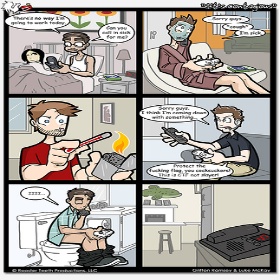 There's no way I'm
going to work today
Can you
call in sick
for me?
Sorry guys.
*cough*
I'm sick
Sorry guys,
I think I'm coming down
with something...
Protect the
fucking flag, you cocksuckers!
This is CTF not slayer!
© Rooster Teeth Productions, LLC
Griffon Ramsey & Luke McKay